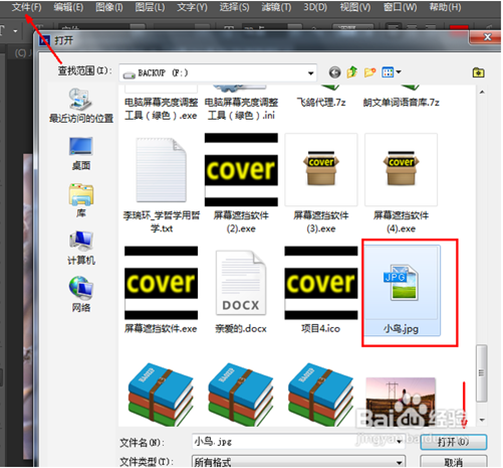 文件(F) 编辑(E) 图像(I) 图层(L) 文字(Y) 选择(S) 滤镜(T) 3D(D) 视图(V) 窗口(W) 帮助(H)
打开
查找范围(I):
BACKUP (F:)
最近访问的位置
桌面
库
计算机
网络
电脑屏幕亮度调整
工具（绿色）.exe
电脑屏幕亮度调整
工具（绿色）.ini
飞鸽代理.7z
朗文单词语音库.7z
cover
cover
cover
李瑞环_学哲学用哲
学.txt
屏幕遮挡软件
(2).exe
屏幕遮挡软件
(3).exe
屏幕遮挡软件
(4).exe
cover
DOCX
cover
JPG
屏幕遮挡软件.exe
亲爱的.docx
项目4.ico
小鸟.jpg
Baidu 经验
jingyan.baidu.com
文件名(N):
小鸟.jpg
打开(O)
文件类型(T):
所有格式
取消